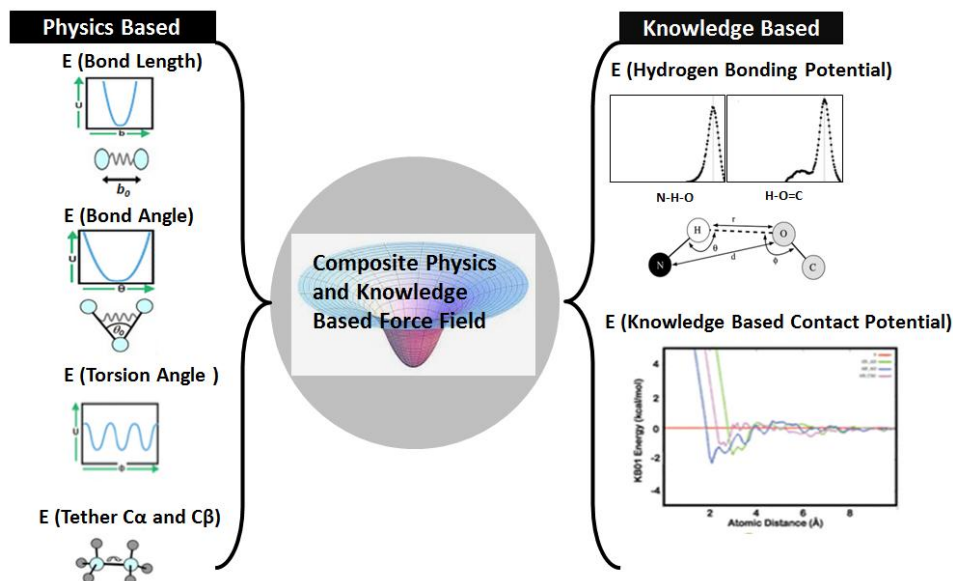 Physics Based
E (Bond Length)
U
b
b₀
E (Bond Angle)
U
Θ
θ₀
E (Torsion Angle )
U
Φ
E (Tether Cα and Cβ)
Composite Physics
and Knowledge
Based Force Field
Knowledge Based
E (Hydrogen Bonding Potential)
N-H-O
H-O=C
H
r
O
θ
N
d
ϕ
C
E (Knowledge Based Contact Potential)
KB01 Energy (kcal/mol)
4
2
0
-2
-4
2 4 6 8
Atomic Distance (Å)